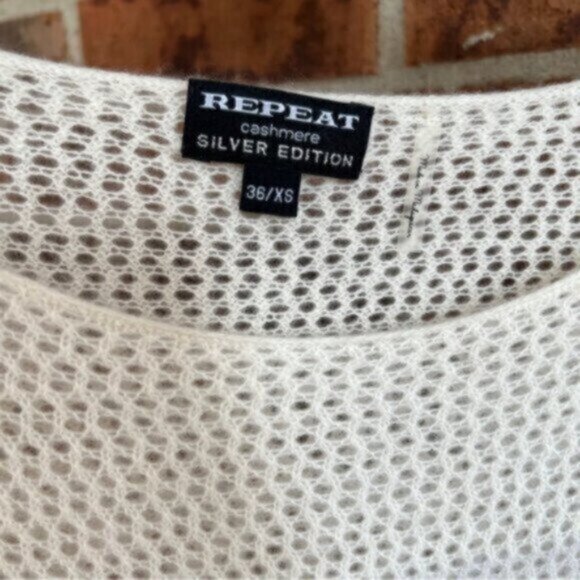 REPEAT
cashmere
SILVER EDITION
36/XS